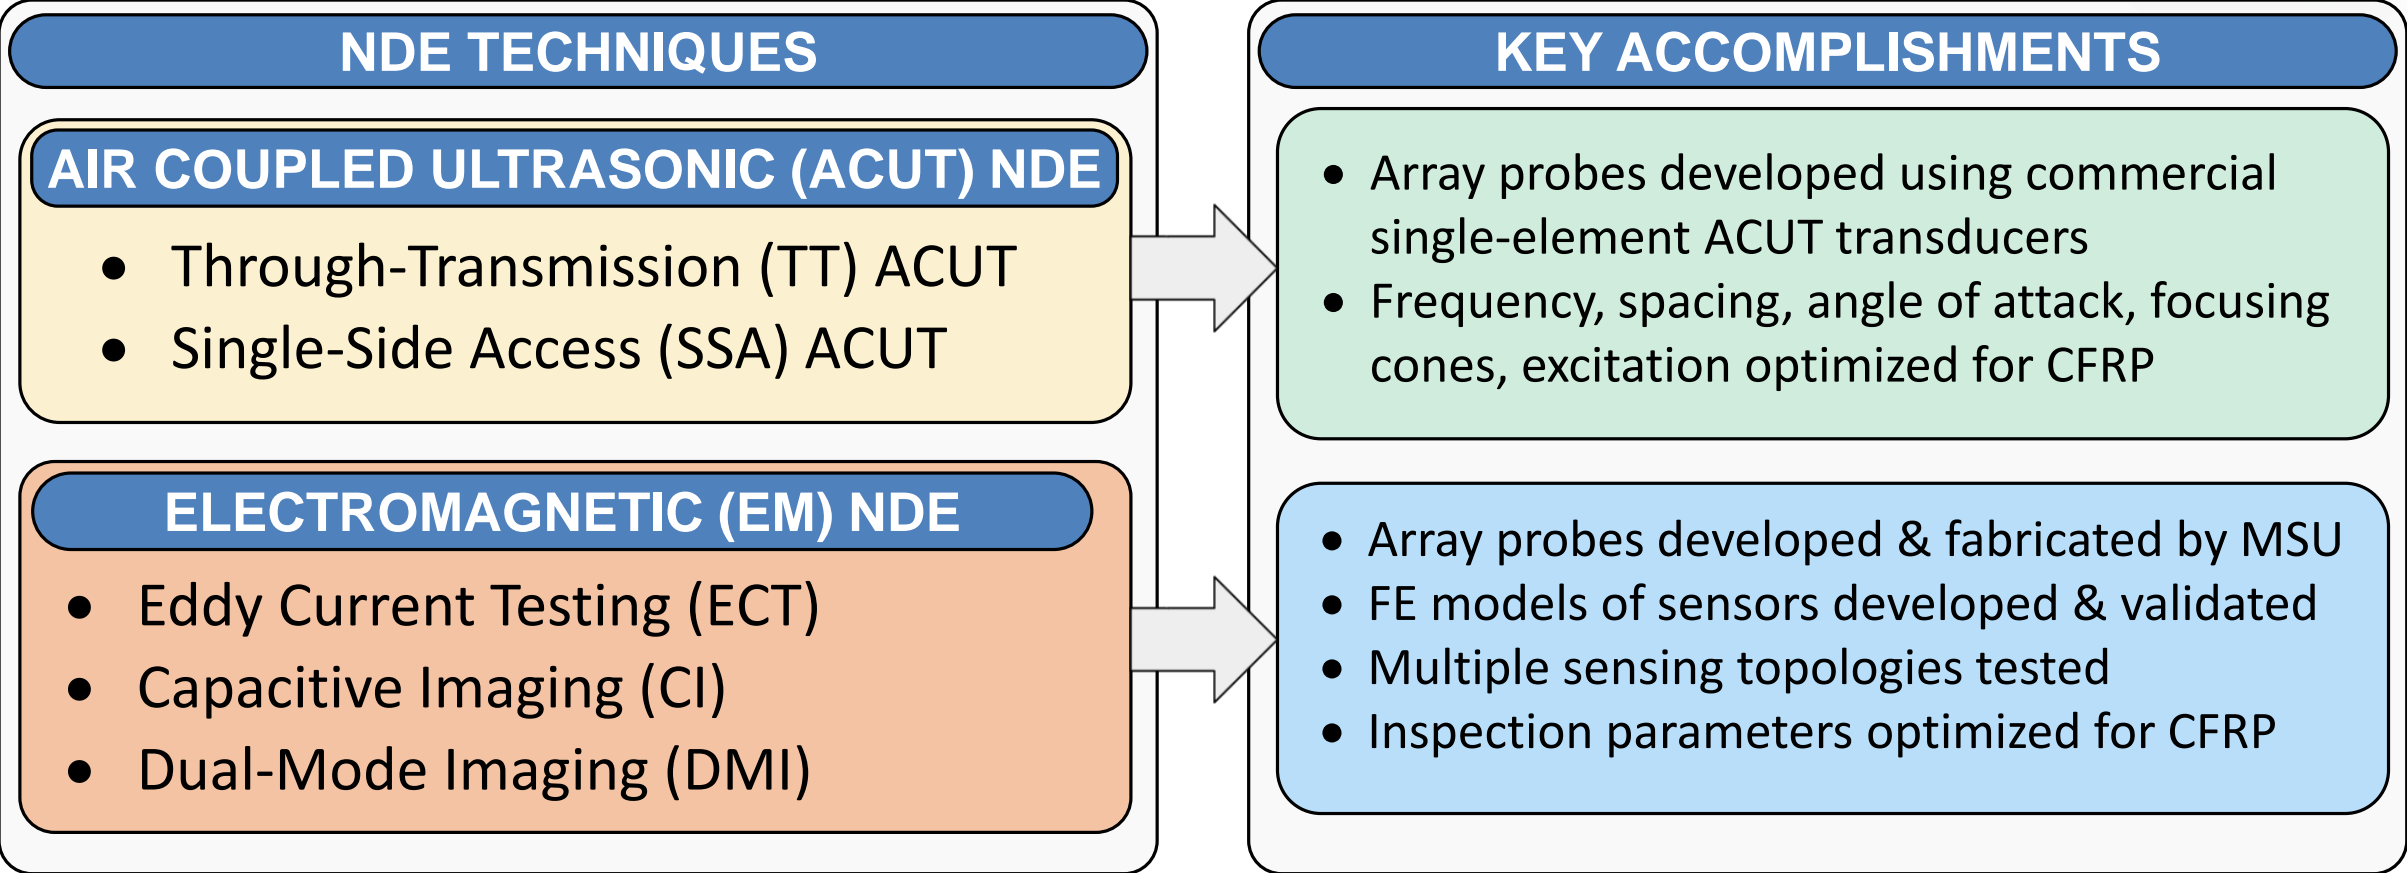 NDE TECHNIQUES
AIR COUPLED ULTRASONIC (ACUT) NDE
• Through-Transmission (TT) ACUT
• Single-Side Access (SSA) ACUT
ELECTROMAGNETIC (EM) NDE
• Eddy Current Testing (ECT)
• Capacitive Imaging (CI)
• Dual-Mode Imaging (DMI)
KEY ACCOMPLISHMENTS
• Array probes developed using commercial
single-element ACUT transducers
• Frequency, spacing, angle of attack, focusing
cones, excitation optimized for CFRP
• Array probes developed & fabricated by MSU
• FE models of sensors developed & validated
• Multiple sensing topologies tested
• Inspection parameters optimized for CFRP